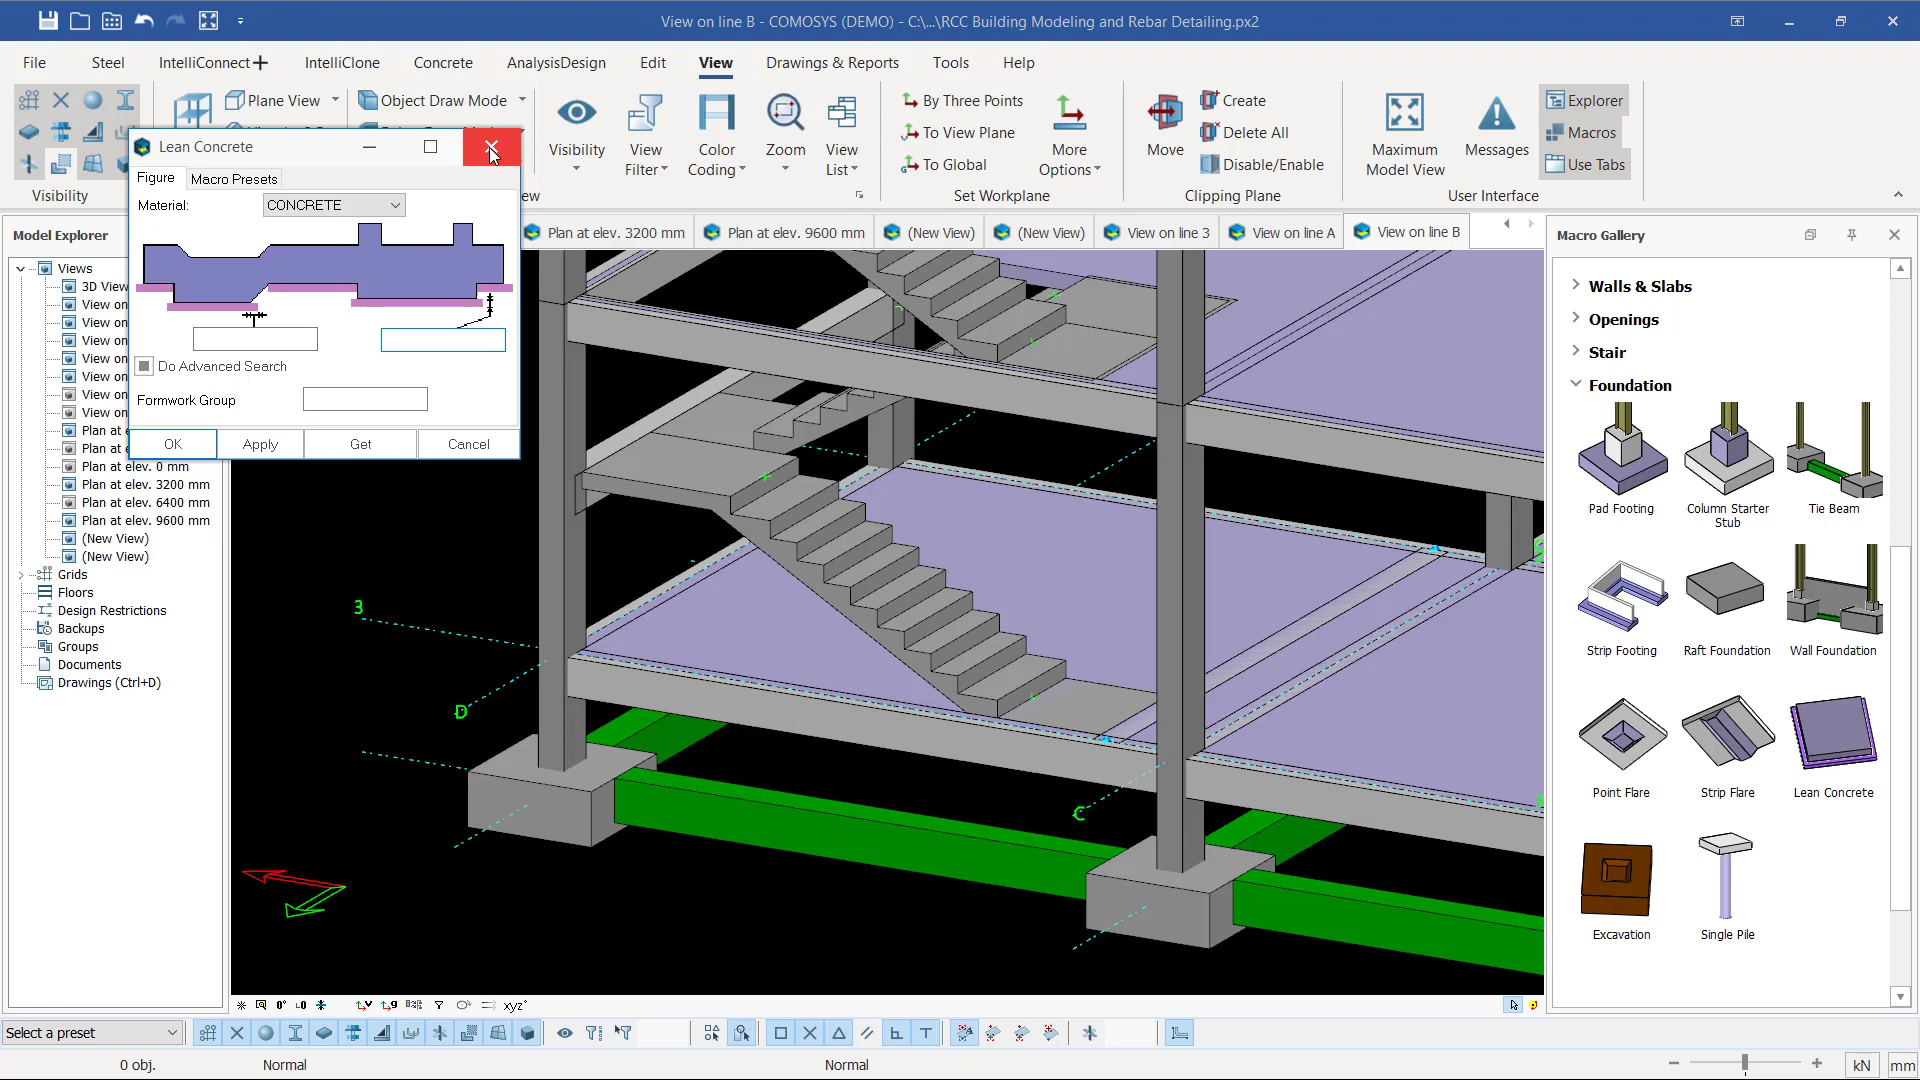 View on line B - COMOSYS (DEMO) - C:\...\RCC Building Modeling and Rebar Detailing.px2
File Steel IntelliConnect IntelliClone Concrete AnalysisDesign Edit View Drawings & Reports Tools Help
Plane View
Object Draw Mode
Visibility
View Filter
Color Coding
Zoom
View List
By Three Points
To View Plane
To Global
More Options
Set Workplane
Move
Create
Delete All
Disable/Enable
Clipping Plane
Maximum Model View
Messages
Explorer
Macros
Use Tabs
User Interface
Visibility
Lean Concrete
Figure Macro Presets
Material: CONCRETE
Do Advanced Search
Formwork Group
OK Apply Get Cancel
Plan at elev. 3200 mm
Plan at elev. 9600 mm
(New View)
(New View)
View on line 3
View on line A
View on line B
Model Explorer
Views
3D View
View on
View on
View on
View on
View on
View on
View on
Plan at e
Plan at e
Plan at elev. 0 mm
Plan at elev. 3200 mm
Plan at elev. 6400 mm
Plan at elev. 9600 mm
(New View)
(New View)
Grids
Floors
Design Restrictions
Backups
Groups
Documents
Drawings (Ctrl+D)
3
D
C
Macro Gallery
Walls & Slabs
Openings
Stair
Foundation
Pad Footing
Column Starter Stub
Tie Beam
Strip Footing
Raft Foundation
Wall Foundation
Point Flare
Strip Flare
Lean Concrete
Excavation
Single Pile
xyz
Select a preset
0 obj. Normal Normal kN mm